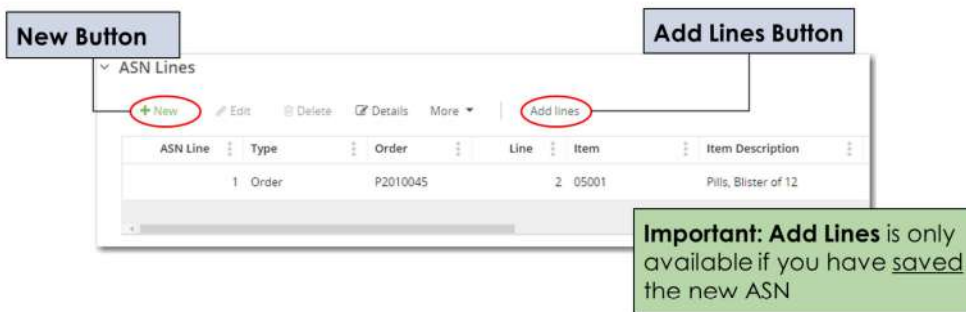 New Button
Add Lines Button
ASN Lines
+ New Edit Delete Details More Add lines
ASN Line Type Order Line Item Item Description
1 Order P2010045 2 05001 Pills, Blister of 12
Important: Add Lines is only
available if you have saved
the new ASN